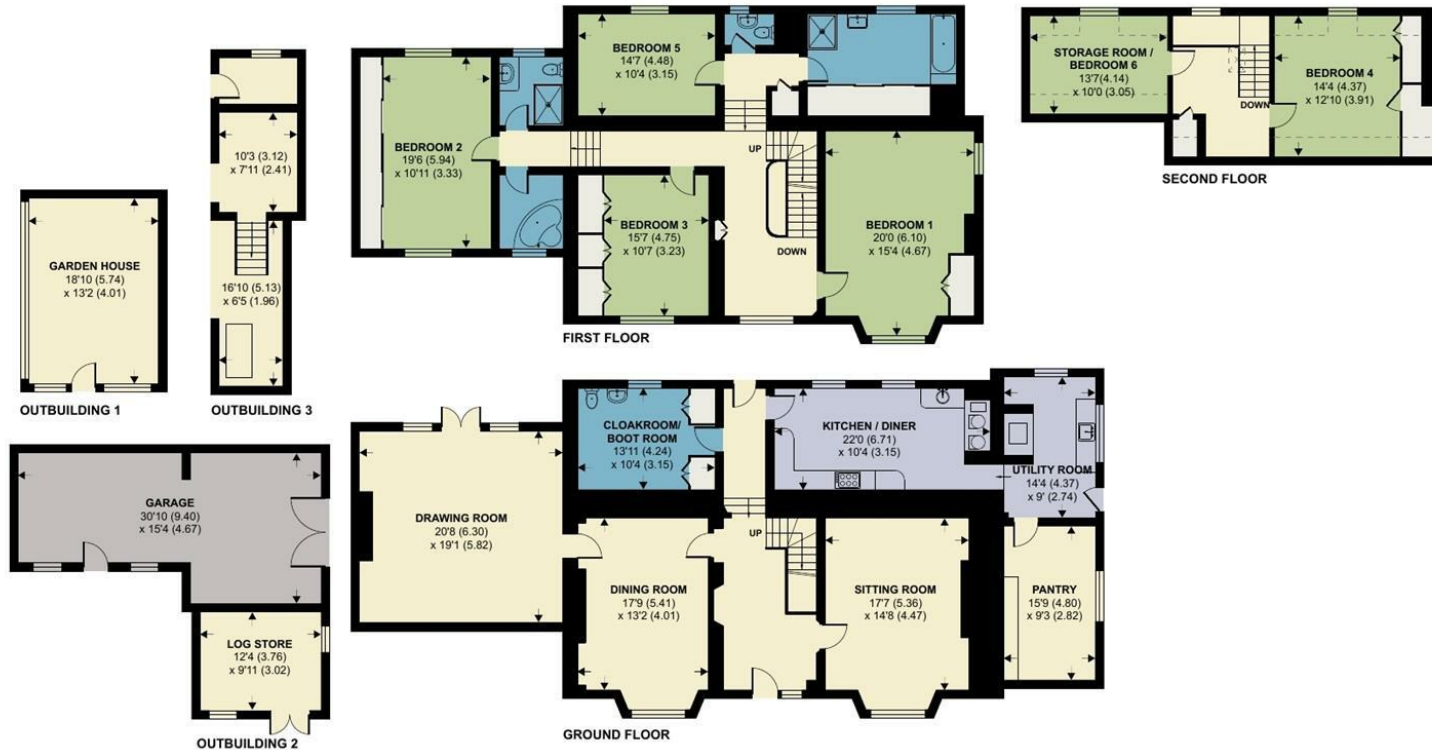 GARDEN HOUSE
18'10 (5.74)
x 13'2 (4.01)
OUTBUILDING 1
10'3 (3.12)
x 7'11 (2.41)
16'10 (5.13)
x 6'5 (1.96)
OUTBUILDING 3
GARAGE
30'10 (9.40)
x 15'4 (4.67)
LOG STORE
12'4 (3.76)
x 9'11 (3.02)
OUTBUILDING 2
BEDROOM 5
14'7 (4.48)
x 10'4 (3.15)
BEDROOM 2
19'6 (5.94)
x 10'11 (3.33)
UP
BEDROOM 3
15'7 (4.75)
x 10'7 (3.23)
DOWN
BEDROOM 1
20'0 (6.10)
x 15'4 (4.67)
FIRST FLOOR
STORAGE ROOM /
BEDROOM 6
13'7(4.14)
x 10'0 (3.05)
DOWN
BEDROOM 4
14'4 (4.37)
x 12'10 (3.91)
SECOND FLOOR
CLOAKROOM/
BOOT ROOM
13'11 (4.24)
x 10'4 (3.15)
KITCHEN / DINER
22'0 (6.71)
x 10'4 (3.15)
UTILITY ROOM
14'4 (4.37)
x 9' (2.74)
DRAWING ROOM
20'8 (6.30)
x 19'1 (5.82)
UP
DINING ROOM
17'9 (5.41)
x 13'2 (4.01)
SITTING ROOM
17'7 (5.36)
x 14'8 (4.47)
PANTRY
15'9 (4.80)
x 9'3 (2.82)
GROUND FLOOR